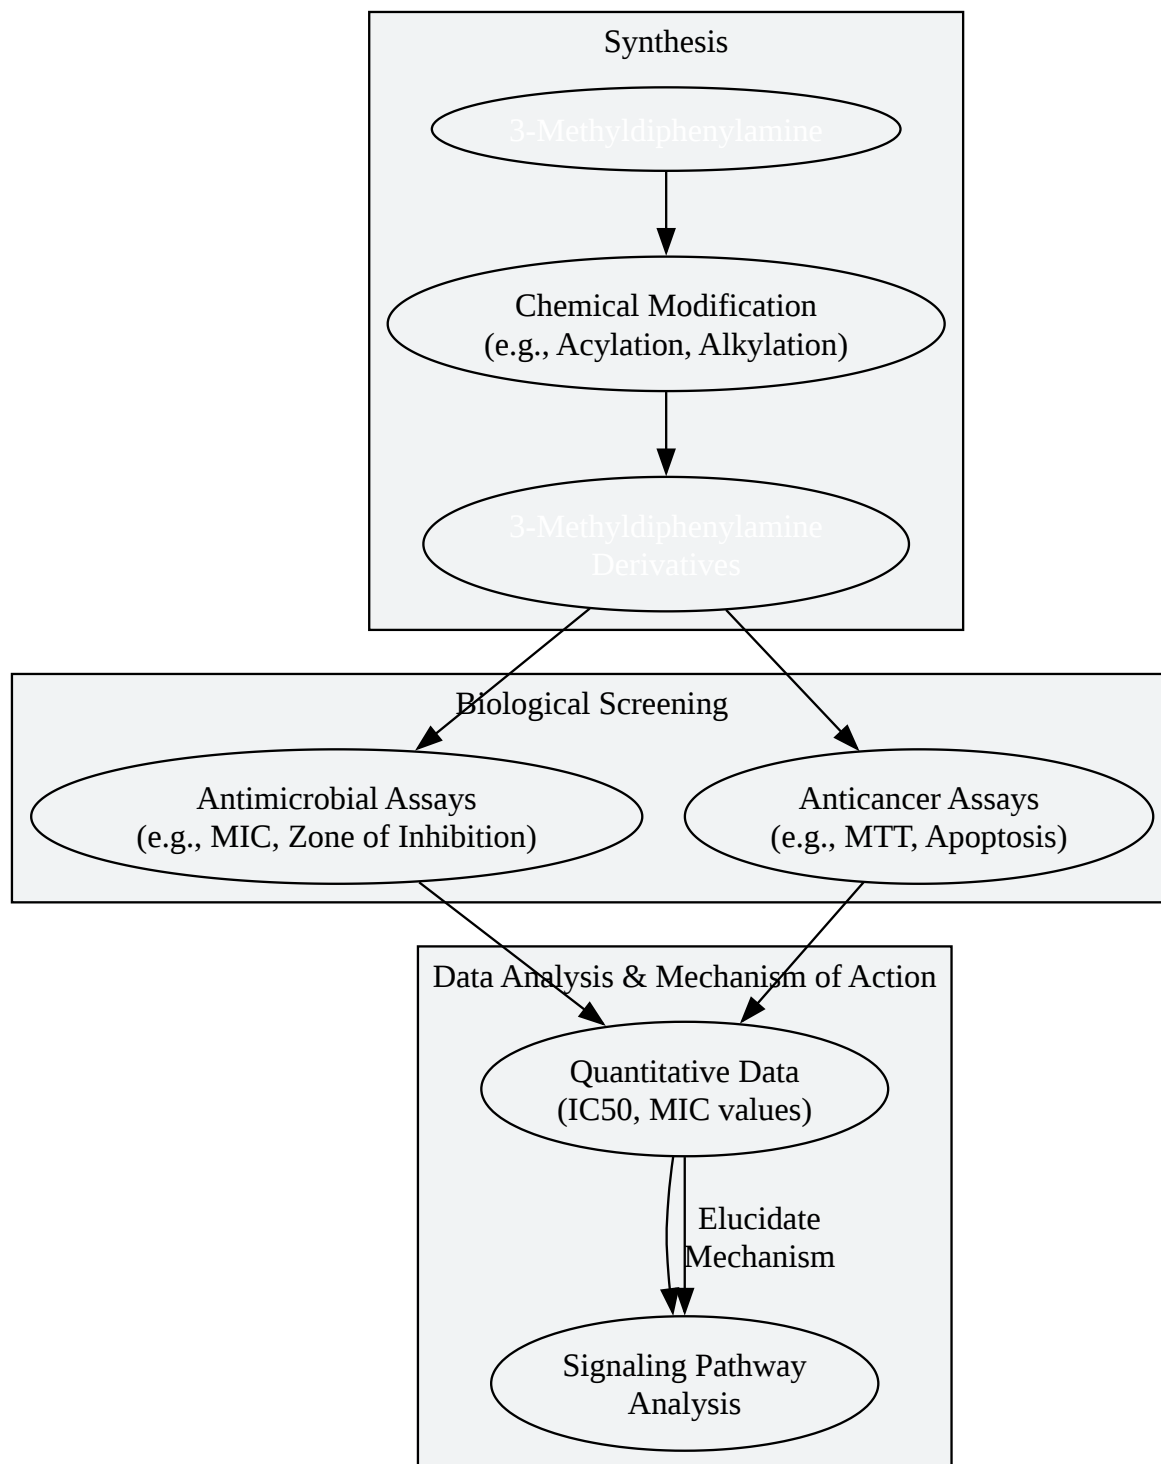 Synthesis
3-Methyldiphenylamine
Chemical Modification
(e.g., Acylation, Alkylation)
3-Methyldiphenylamine
Derivatives
Biological Screening
Antimicrobial Assays
(e.g., MIC, Zone of Inhibition)
Anticancer Assays
(e.g., MTT, Apoptosis)
Data Analysis & Mechanism of Action
Quantitative Data
(IC50, MIC values)
Elucidate
Mechanism
Signaling Pathway
Analysis